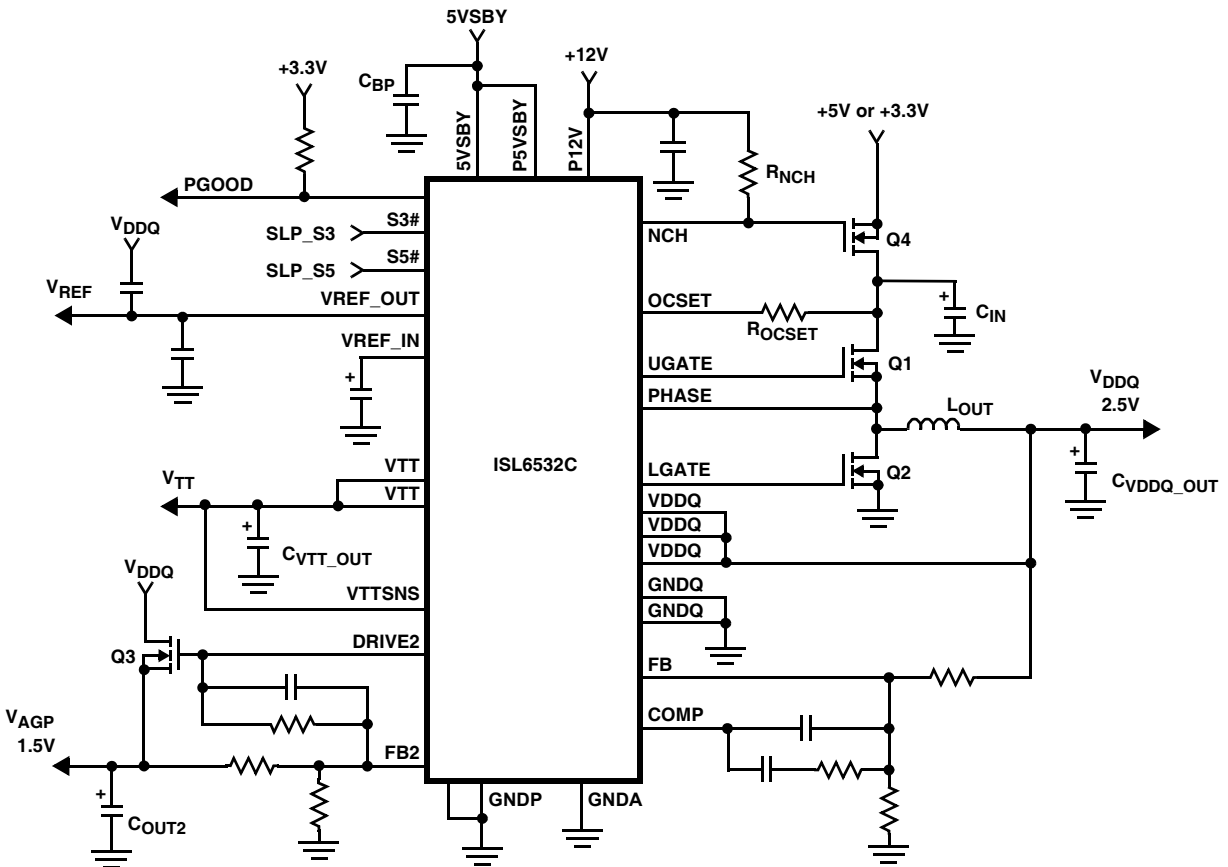 5VSBY
+12V
+3.3V
CBP
+5V or +3.3V
5VSBY
P5VSBY
P12V
RNCH
PGOOD
S3#
SLP_S3
NCH
Q4
VDDQ
S5#
SLP_S5
VREF
VREF_OUT
OCSET
ROCSET
CIN
VREF_IN
UGATE
Q1
PHASE
VDDQ
2.5V
LOUT
ISL6532C
VTT
VTT
VTT
LGATE
Q2
CVDDQ_OUT
VDDQ
VDDQ
VDDQ
CVTT_OUT
VDDQ
VTTSNS
GNDQ
GNDQ
Q3
DRIVE2
FB
COMP
VAGP
1.5V
FB2
COUT2
GNDP
GNDA
+
+
+
+
+